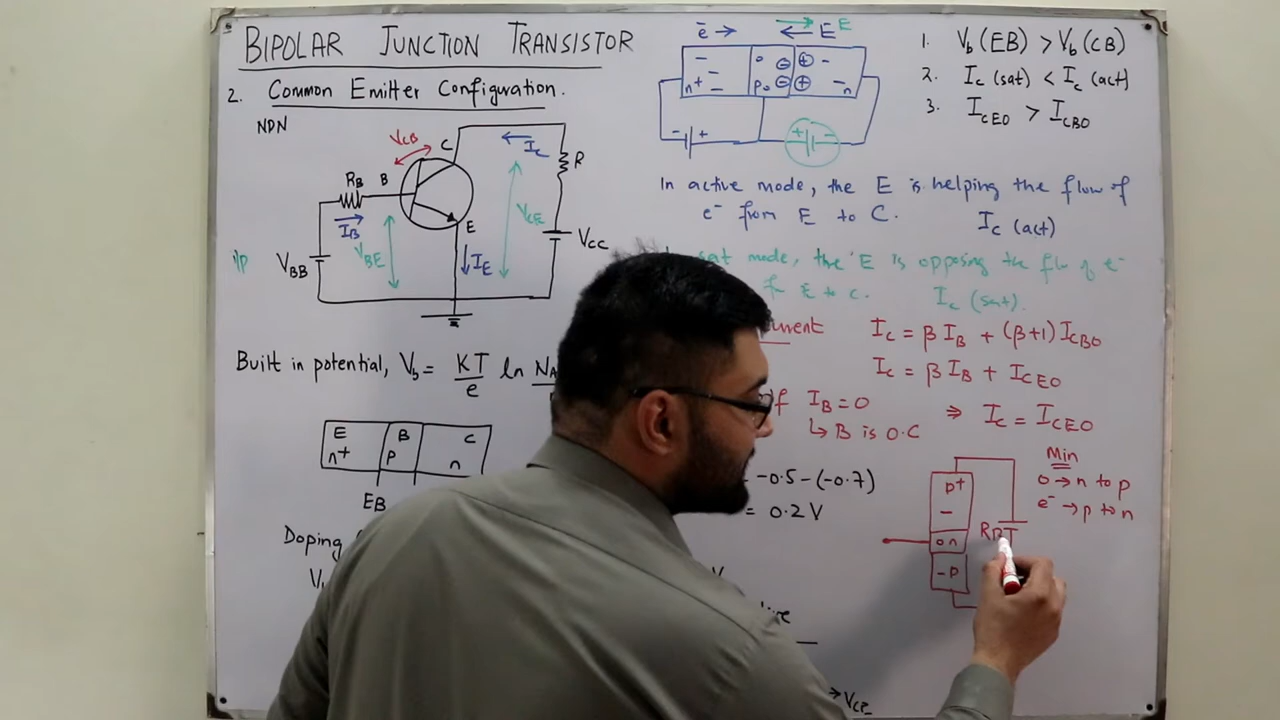 BIPOLAR JUNCTION TRANSISTOR
2. Common Emitter Configuration.
NDN
VCB
C
IC
R
RB
B
IB
VBE
VCE
E
IE
VCC
i/p
VBB
Built in potential, Vb = KT/e ln NA
E B C
n+ p n
EB
Doping
ē → ← E E
n+ p n
- + + -
1. Vb (EB) > Vb (CB)
2. Ic (sat) < Ic (act)
3. ICEO > ICBO
In active mode, the E is helping the flow of
e⁻ from E to C. Ic (act)
sat mode, the E is opposing the flow of e⁻
E to C. Ic (sat).
Ic = β IB + (β+1) ICBO
Ic = β IB + ICEO
If IB = 0 ⇒ Ic = ICEO
↳ B is O.C
-0.5 - (-0.7)
= 0.2 V
Min
o → n to p
e⁻ → p to n
p+
-
o n
- p
→ VCE